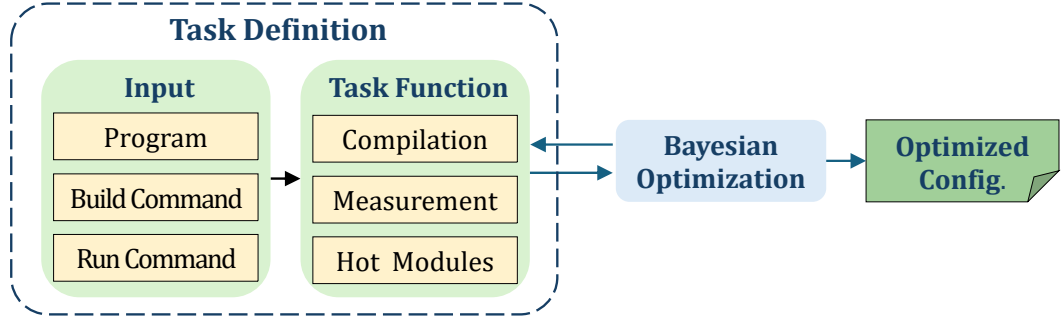 Task Definition
Input
Program
Build Command
Run Command
Task Function
Compilation
Measurement
Hot Modules
Bayesian
Optimization
Optimized
Config.